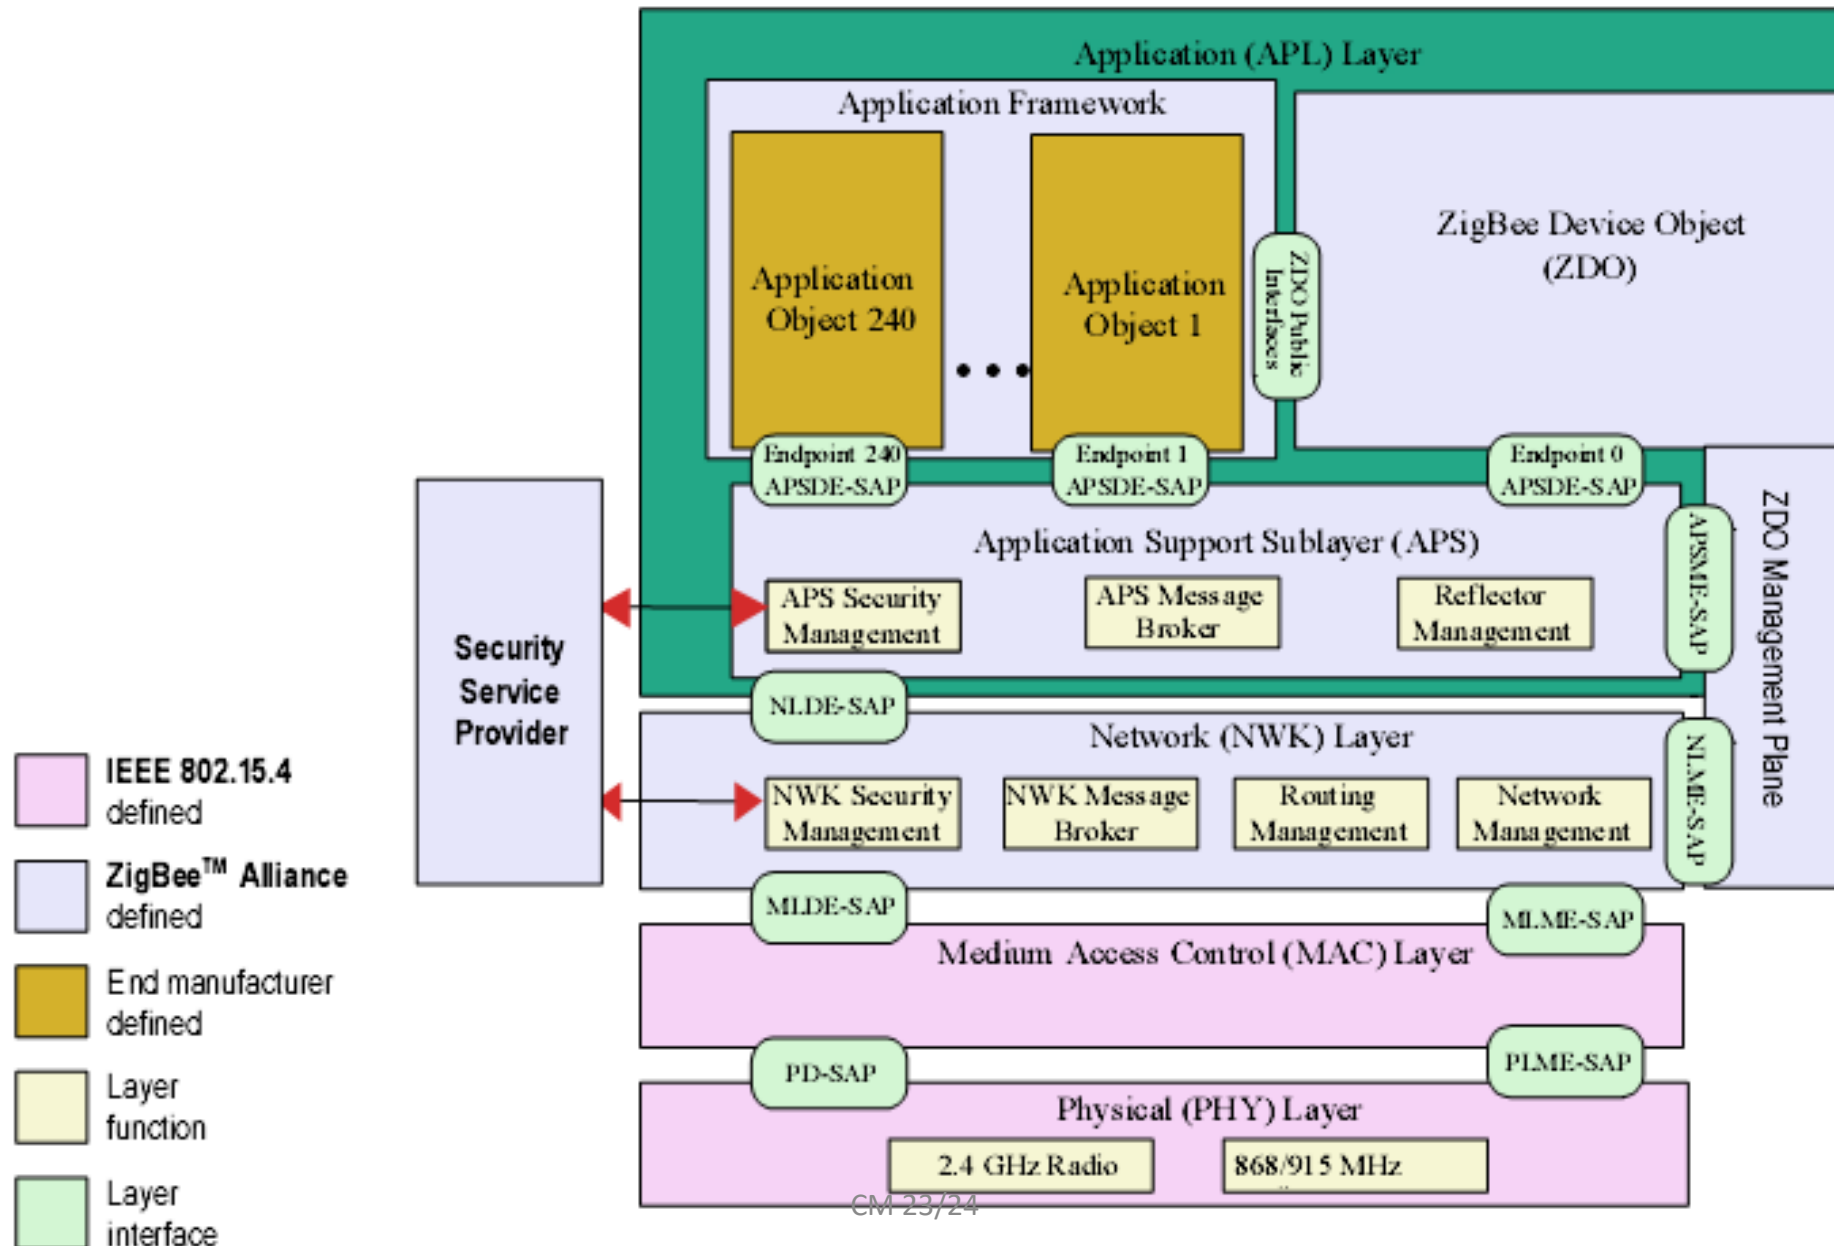 Application (APL) Layer
Application Framework
Application
Object 240
Application
Object 1
ZDO Public
Interfaces
ZigBee Device Object
(ZDO)
Endpoint 240
APSDE-SAP
Endpoint 1
APSDE-SAP
Endpoint 0
APSDE-SAP
Application Support Sublayer (APS)
APS Security
Management
APS Message
Broker
Reflector
Management
APSME-SAP
ZDO Management Plane
Security
Service
Provider
NLDE-SAP
Network (NWK) Layer
NWK Security
Management
NWK Message
Broker
Routing
Management
Network
Management
NLME-SAP
MLDE-SAP
MLME-SAP
Medium Access Control (MAC) Layer
PD-SAP
PLME-SAP
Physical (PHY) Layer
2.4 GHz Radio
868/915 MHz
IEEE 802.15.4
defined
ZigBee™ Alliance
defined
End manufacturer
defined
Layer
function
Layer
interface
CM 23/24